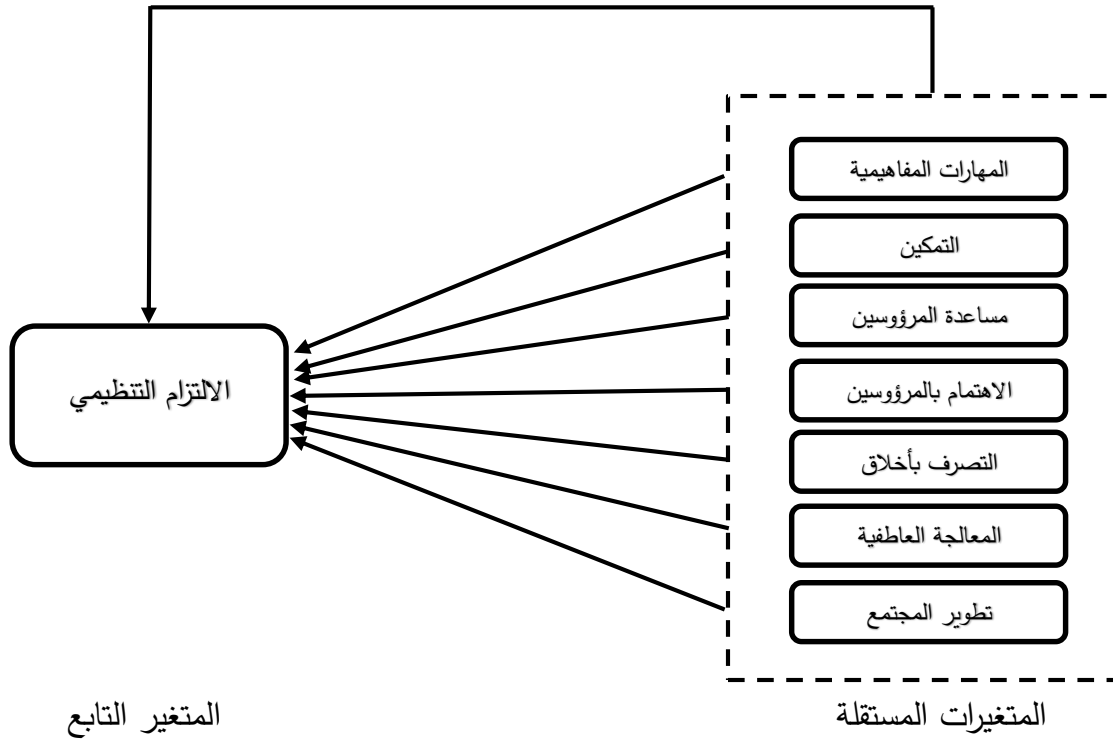 المهارات المفاهيمية
التمكين
مساعدة المرؤوسين
الاهتمام بالمرؤوسين
التصرف بأخلاق
المعالجة العاطفية
تطوير المجتمع
الالتزام التنظيمي
المتغيرات المستقلة
المتغير التابع